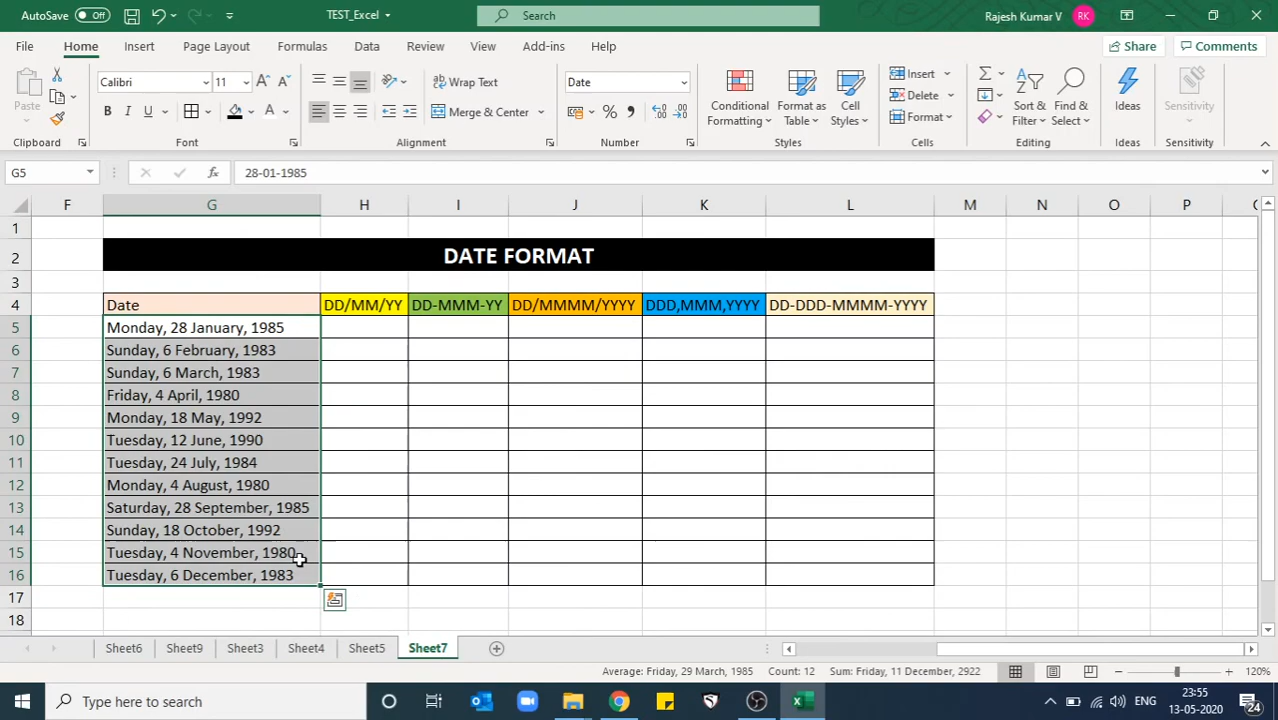 AutoSave Off TEST_Excel Search Rajesh Kumar V RK
File Home Insert Page Layout Formulas Data Review View Add-ins Help Share Comments
Paste Calibri 11 A A ab Wrap Text Date Conditional Formatting Format as Table Cell Styles Insert Delete Format Sort & Filter Find & Select Ideas Sensitivity
B I U A Merge & Center % ,
Clipboard Font Alignment Number Styles Cells Editing Ideas Sensitivity
G5 fx 28-01-1985
F G H I J K L M N O P
1
2 DATE FORMAT
3
4 Date DD/MM/YY DD-MMM-YY DD/MMMM/YYYY DDD,MMM,YYYY DD-DDD-MMMM-YYYY
5 Monday, 28 January, 1985
6 Sunday, 6 February, 1983
7 Sunday, 6 March, 1983
8 Friday, 4 April, 1980
9 Monday, 18 May, 1992
10 Tuesday, 12 June, 1990
11 Tuesday, 24 July, 1984
12 Monday, 4 August, 1980
13 Saturday, 28 September, 1985
14 Sunday, 18 October, 1992
15 Tuesday, 4 November, 1980
16 Tuesday, 6 December, 1983
17
18
Sheet6 Sheet9 Sheet3 Sheet4 Sheet5 Sheet7
Average: Friday, 29 March, 1985 Count: 12 Sum: Friday, 11 December, 2922 120%
Type here to search ENG 23:55
13-05-2020 24